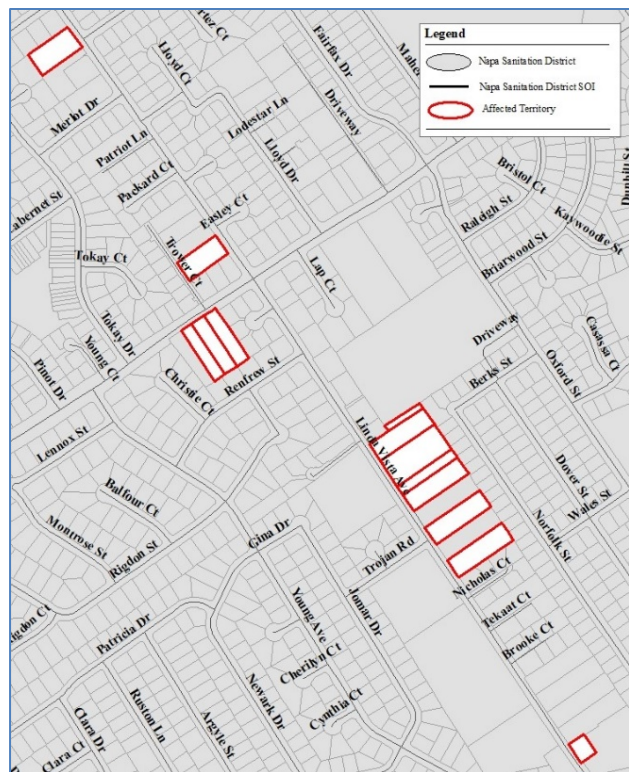 Legend
Napa Sanitation District
Napa Sanitation District SOI
Affected Territory
Lloyd Ct
Fairfax Dr
Driveway
Merlot Dr
Patriot Ln
Lodestar Ln
Packard Ct
Lloyd Dr
Easley Ct
Trover Ct
Tokay Ct
Lap Ct
Bristol Ct
Raleigh St
Kaywoodie St
Briarwood St
Tokay Dr
Young Ct
Pinot Dr
Christie Ct
Renfrew St
Driveway
Casassa Ct
Berks St
Oxford St
Lennox St
Linda Vista Ave
Balfour Ct
Montrose St
Rigdon St
Gina Dr
Dover St
Wales St
Norfolk St
Trojan Rd
Nicholas Ct
Tekaat Ct
Brooke Ct
Jomar Dr
Young Ave
Patricia Dr
Cherilyn Ct
Newark Dr
Cynthia Ct
Ruston Ln
Argyle St
Clara Dr
Clara Ct